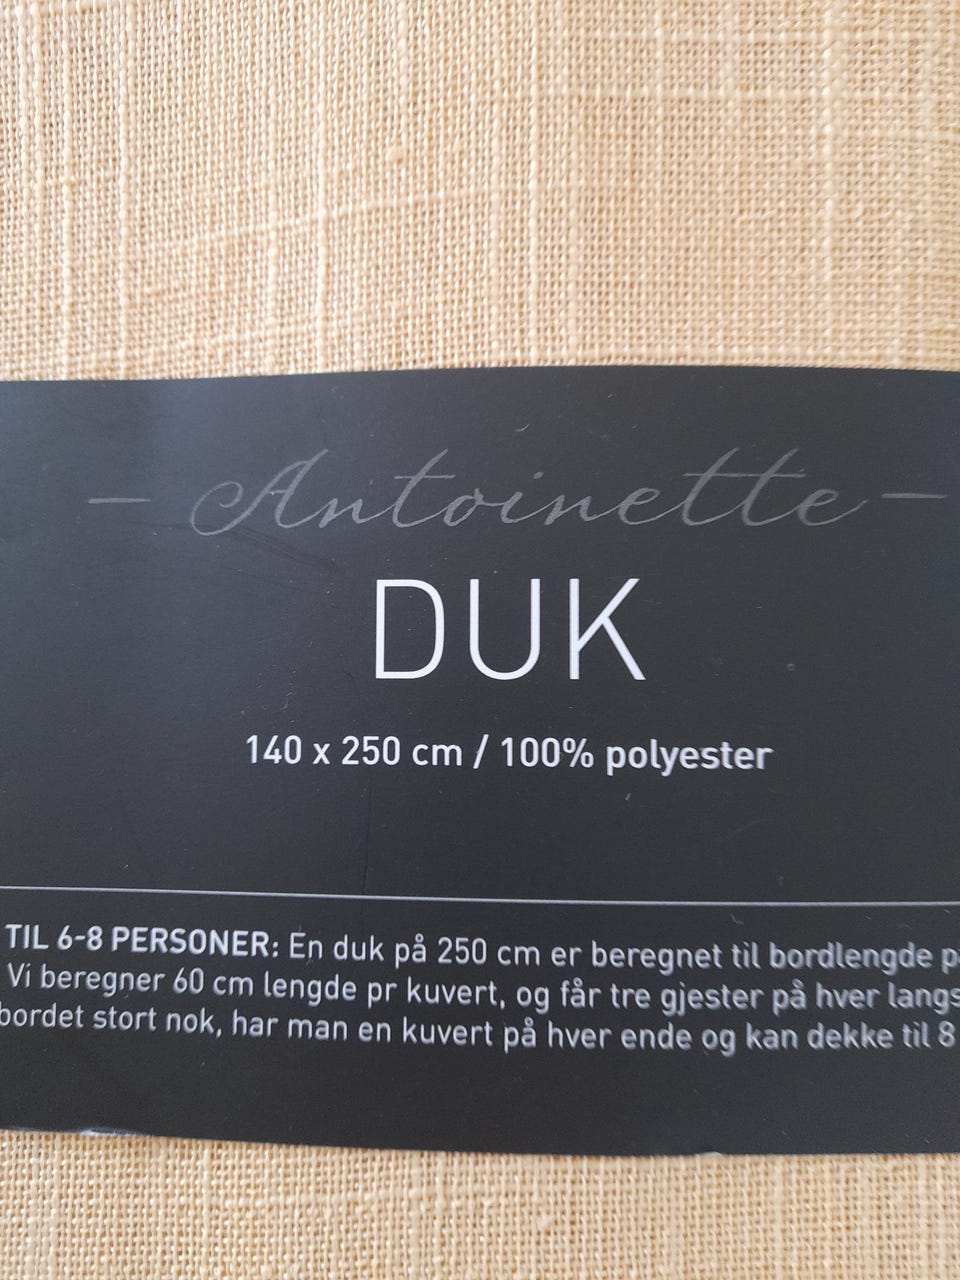 – Antoinette –
DUK
140 x 250 cm / 100% polyester
TIL 6-8 PERSONER: En duk på 250 cm er beregnet til bordlengde
Vi beregner 60 cm lengde pr kuvert, og får tre gjester på hver
bordet stort nok, har man en kuvert på hver ende og kan dekke til 8